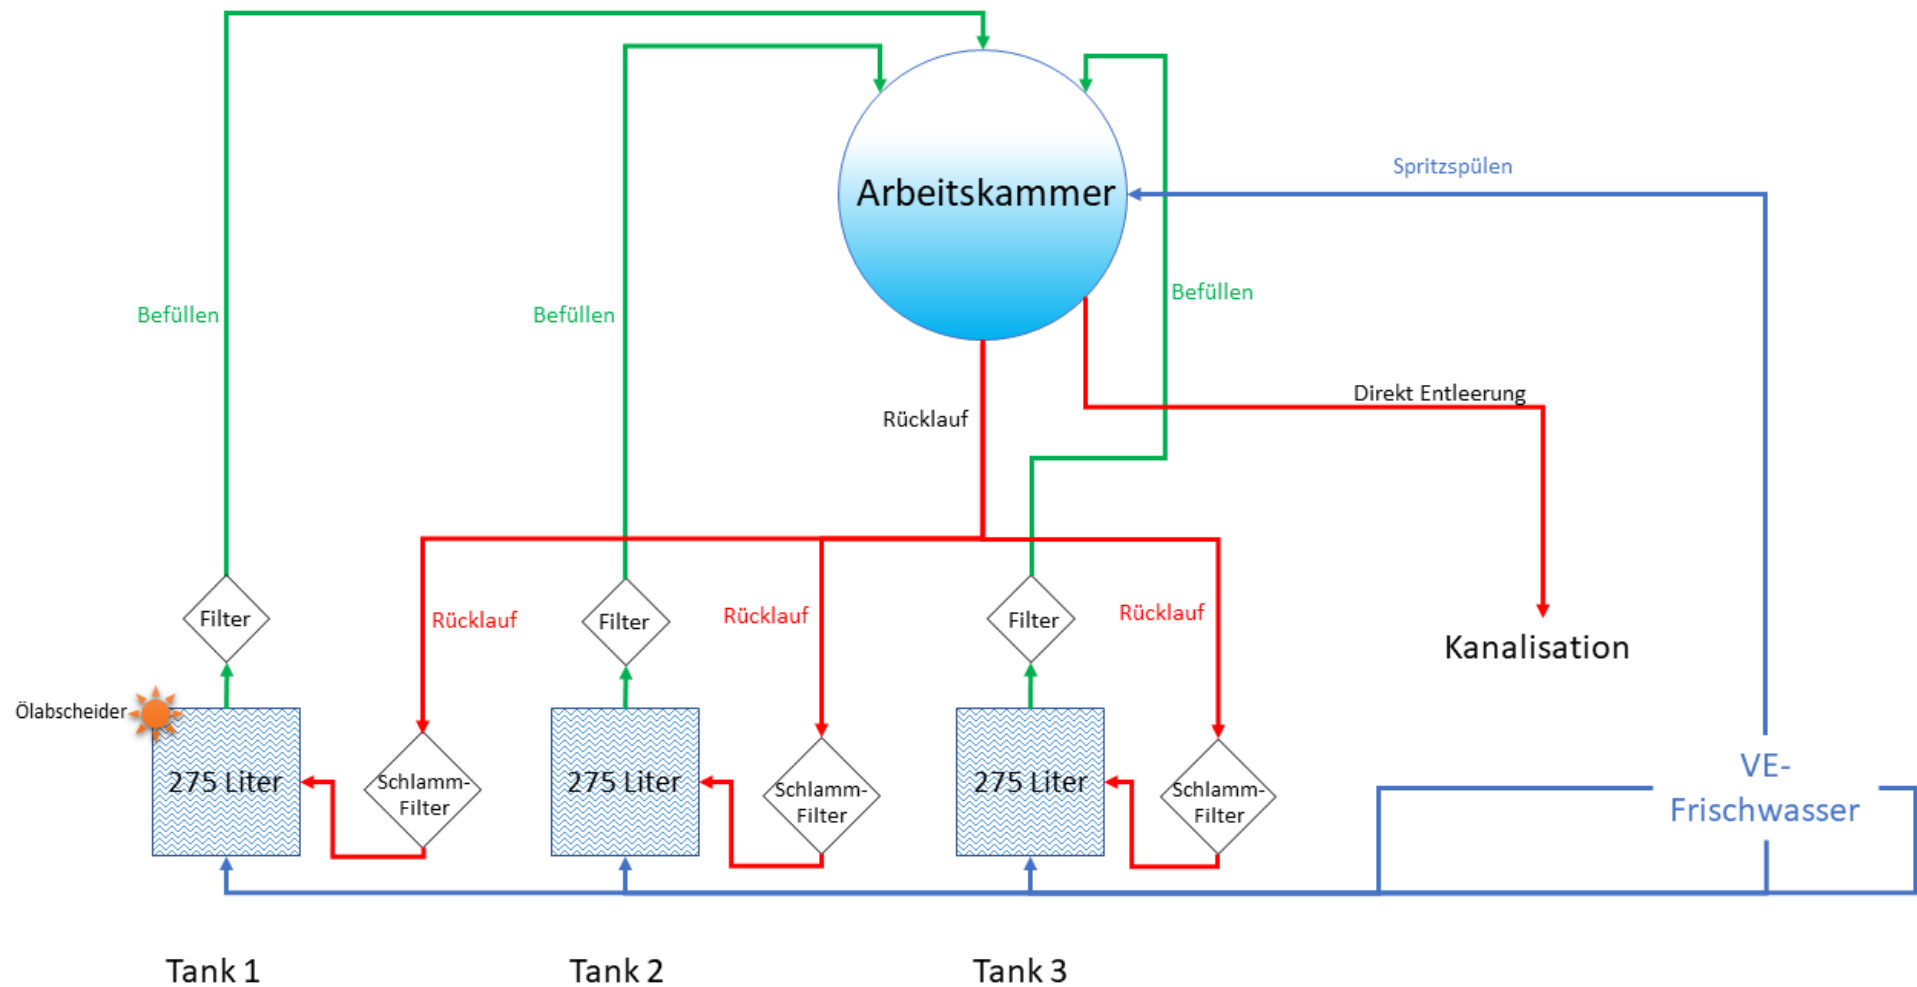 Spritzspülen
Arbeitskammer
Befüllen
Befüllen
Befüllen
Direkt Entleerung
Rücklauf
Filter
Rücklauf
Filter
Rücklauf
Filter
Rücklauf
Kanalisation
Ölabscheider
275 Liter
Schlamm-
Filter
275 Liter
Schlamm-
Filter
275 Liter
Schlamm-
Filter
VE-
Frischwasser
Tank 1
Tank 2
Tank 3